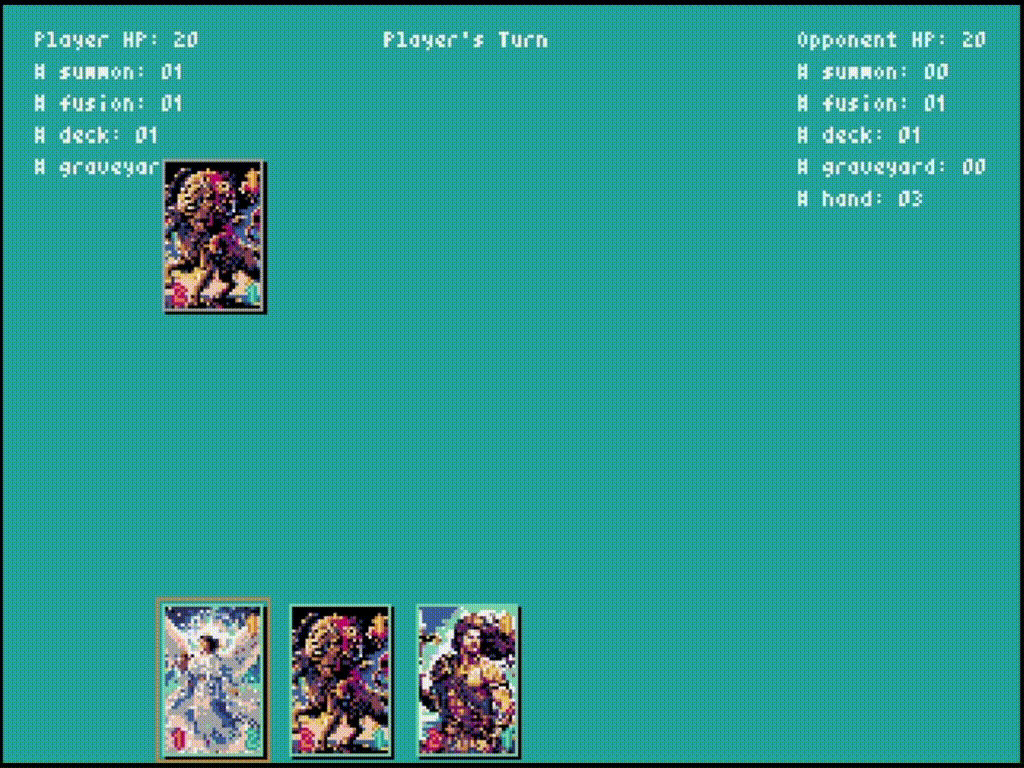 Player HP: 20
# summon: 01
# fusion: 01
# deck: 01
# graveyar
Player's Turn
Opponent HP: 20
# summon: 00
# fusion: 01
# deck: 01
# graveyard: 00
# hand: 03